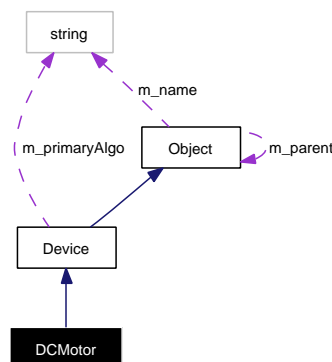 string
m_name
m_primaryAlgo
Object
m_parent
Device
DCMotor